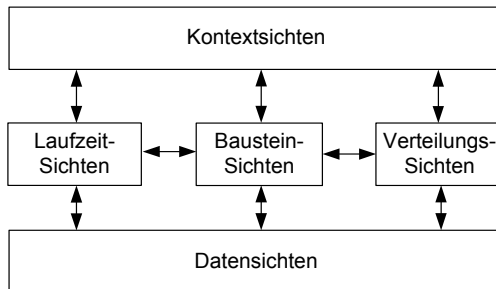 Kontextsichten
Laufzeit-
Sichten
Baustein-
Sichten
Verteilungs-
Sichten
Datensichten